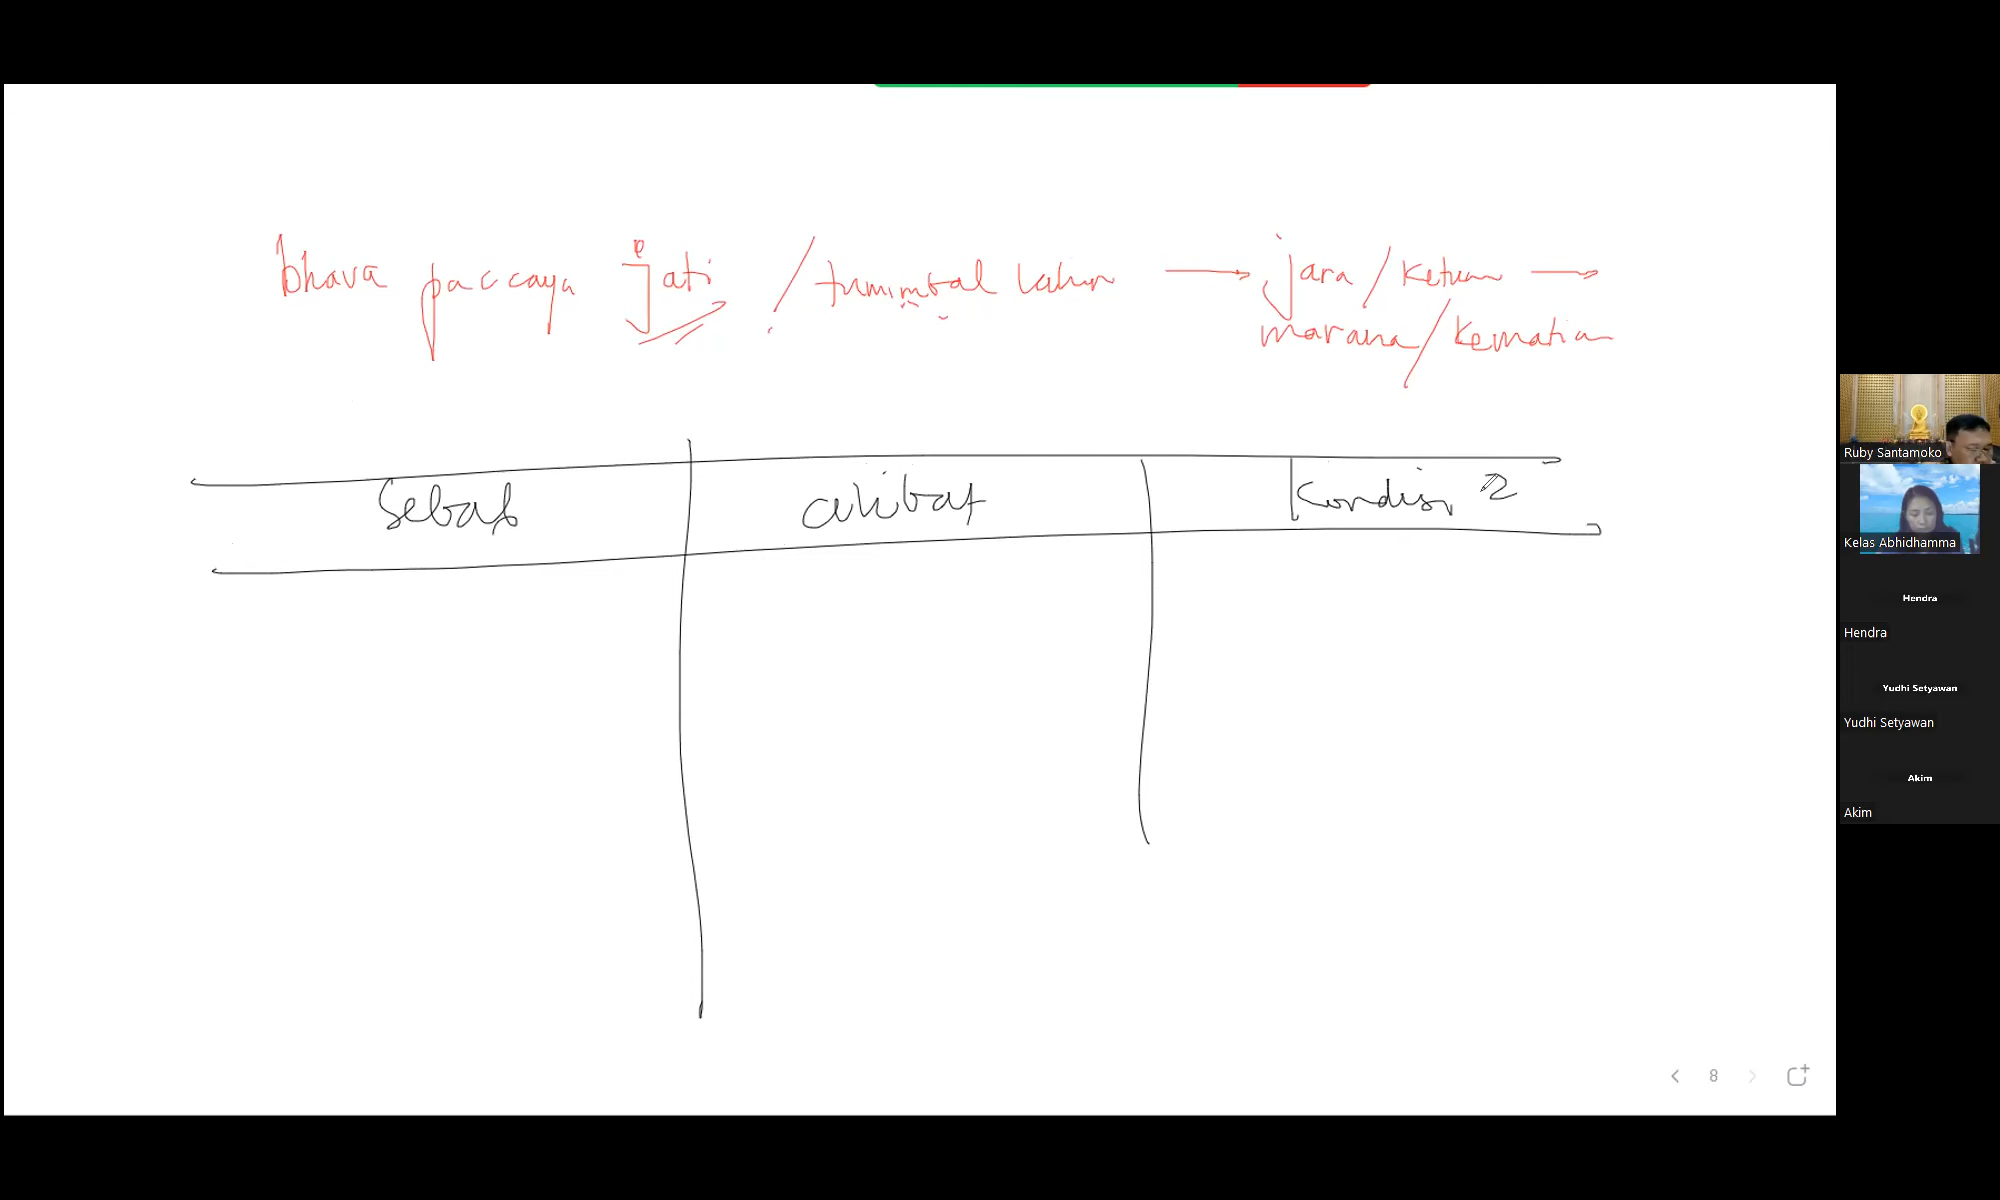 bhava paccaya jati / tumimbal lahir → jara / Ketuan →
marana / Kematian
Sebab akibat Kondisi 2
Ruby Santamoko
Kelas Abhidhamma
Hendra
Hendra
Yudhi Setyawan
Yudhi Setyawan
Akim
Akim
8